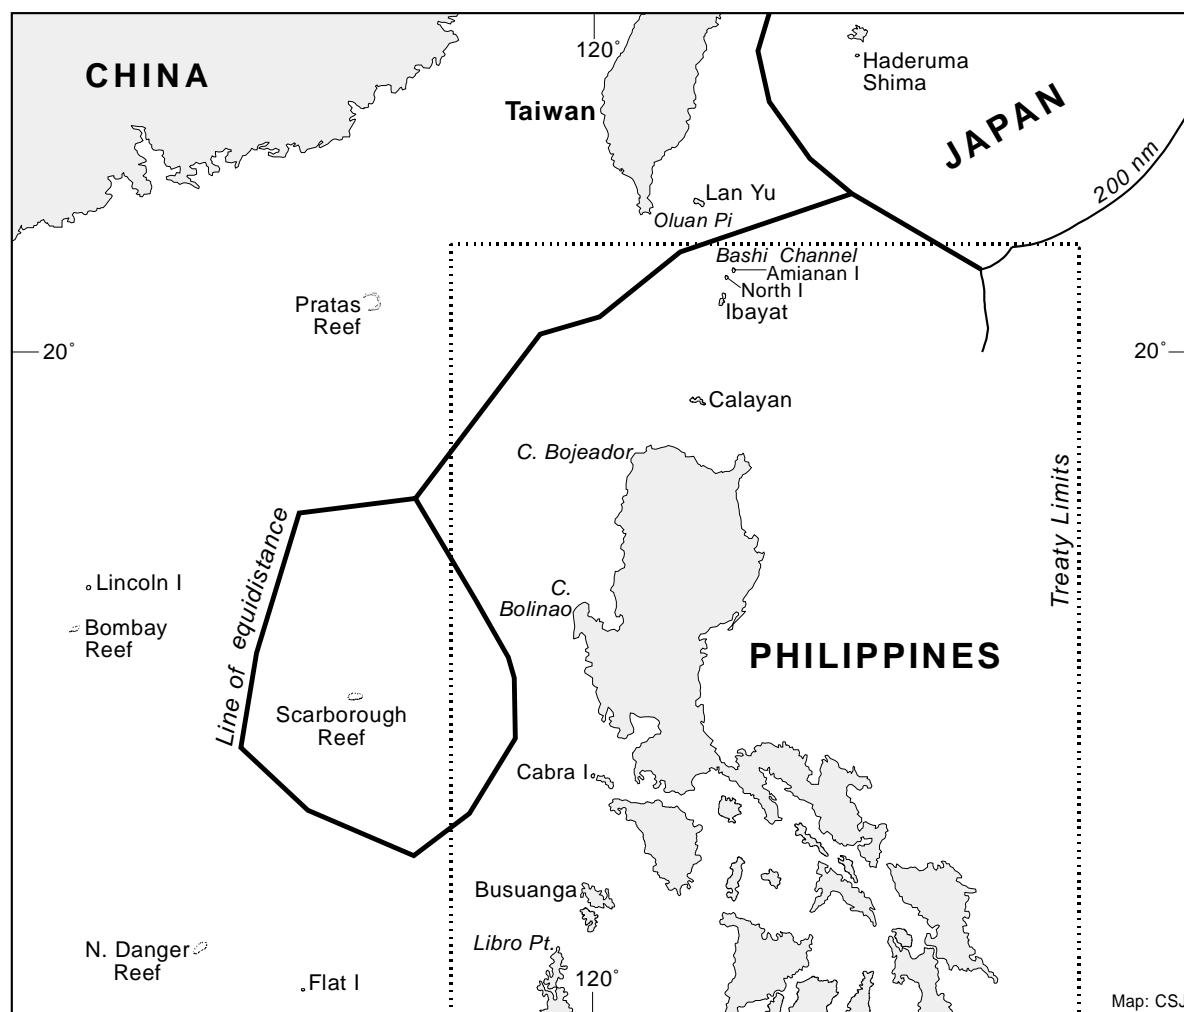 120°
CHINA
Haderuma
Shima
Taiwan
JAPAN
200 nm
Lan Yu
Oluan Pi
Bashi Channel
Amianan I
North I
Ibayat
Pratas
Reef
20°
20°
Calayan
C. Bojeador
Treaty Limits
Line of equidistance
Lincoln I
C.
Bolinao
Bombay
Reef
PHILIPPINES
Scarborough
Reef
Cabra I
Busuanga
Libro Pt.
N. Danger
Reef
Flat I
120°
Map: CSJ